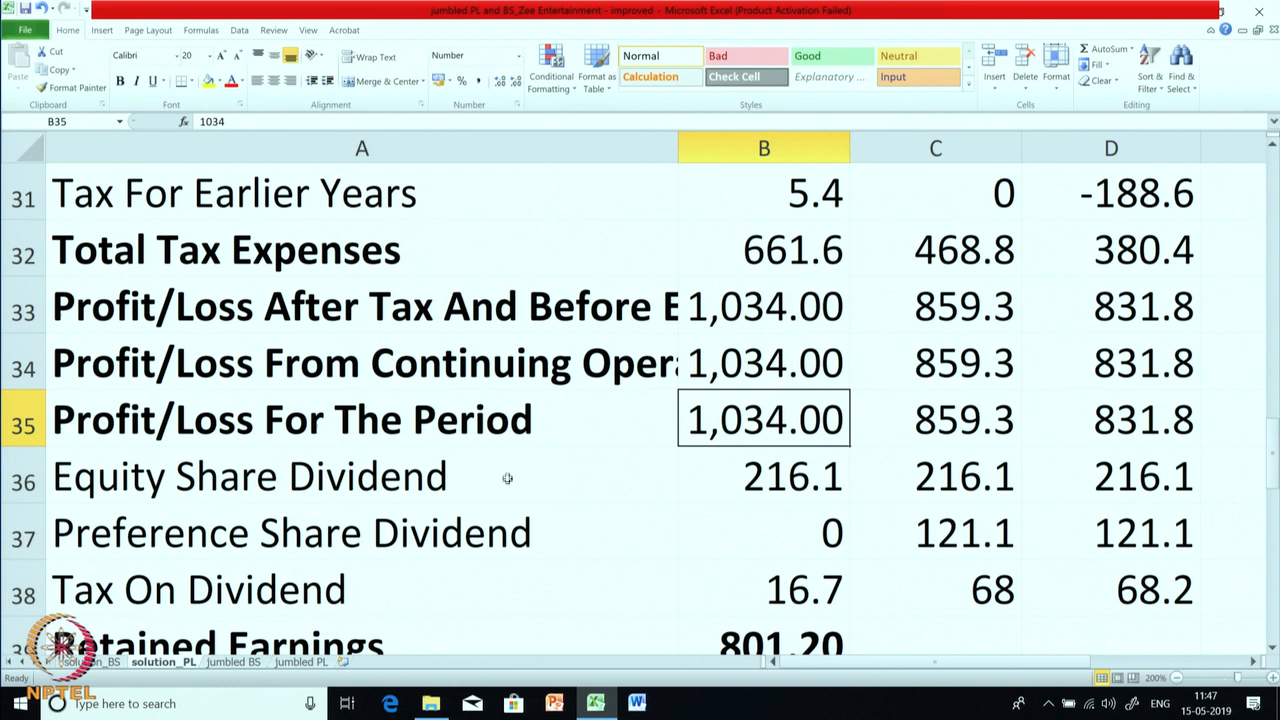 jumbled PL and BS_Zee Entertainment - improved - Microsoft Excel (Product Activation Failed)
File Home Insert Page Layout Formulas Data Review View Acrobat
Cut Calibri 20 Wrap Text Number Normal Bad Good Neutral AutoSum
Paste Copy Format Painter Merge & Center Conditional Formatting Format as Table Calculation Check Cell Explanatory ... Input Insert Delete Format Fill Clear Sort & Filter Find & Select
Clipboard Font Alignment Number Styles Cells Editing
B35 fx 1034
A B C D
31 Tax For Earlier Years 5.4 0 -188.6
32 Total Tax Expenses 661.6 468.8 380.4
33 Profit/Loss After Tax And Before E 1,034.00 859.3 831.8
34 Profit/Loss From Continuing Opera 1,034.00 859.3 831.8
35 Profit/Loss For The Period 1,034.00 859.3 831.8
36 Equity Share Dividend 216.1 216.1 216.1
37 Preference Share Dividend 0 121.1 121.1
38 Tax On Dividend 16.7 68 68.2
39 Retained Earnings 801.20
solution_BS solution_PL jumbled BS jumbled PL
Ready 200%
NPTEL
Type here to search ENG 11:47
15-05-2019